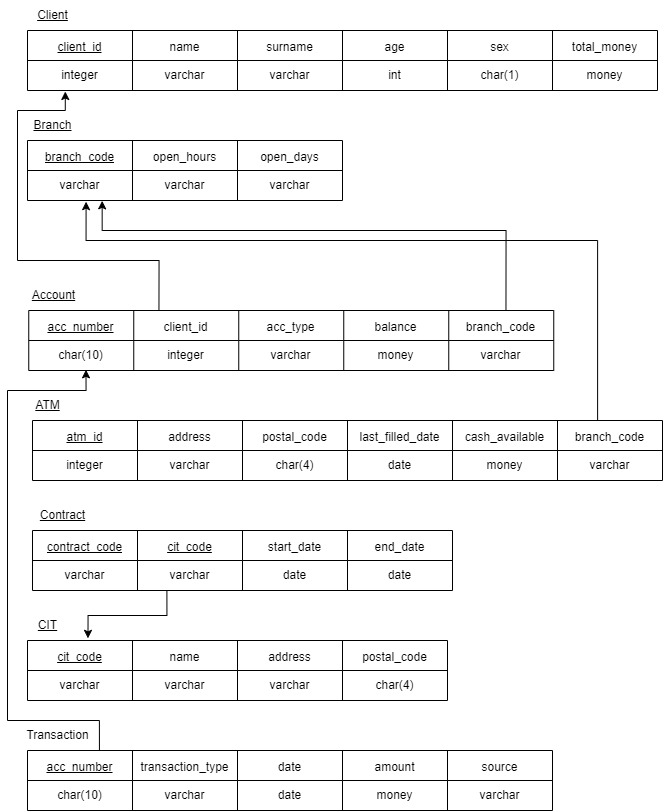 Client
client_id name surname age sex total_money
integer varchar varchar int char(1) money
Branch
branch_code open_hours open_days
varchar varchar varchar
Account
acc_number client_id acc_type balance branch_code
char(10) integer varchar money varchar
ATM
atm_id address postal_code last_filled_date cash_available branch_code
integer varchar char(4) date money varchar
Contract
contract_code cit_code start_date end_date
varchar varchar date date
CIT
cit_code name address postal_code
varchar varchar varchar char(4)
Transaction
acc_number transaction_type date amount source
char(10) varchar date money varchar